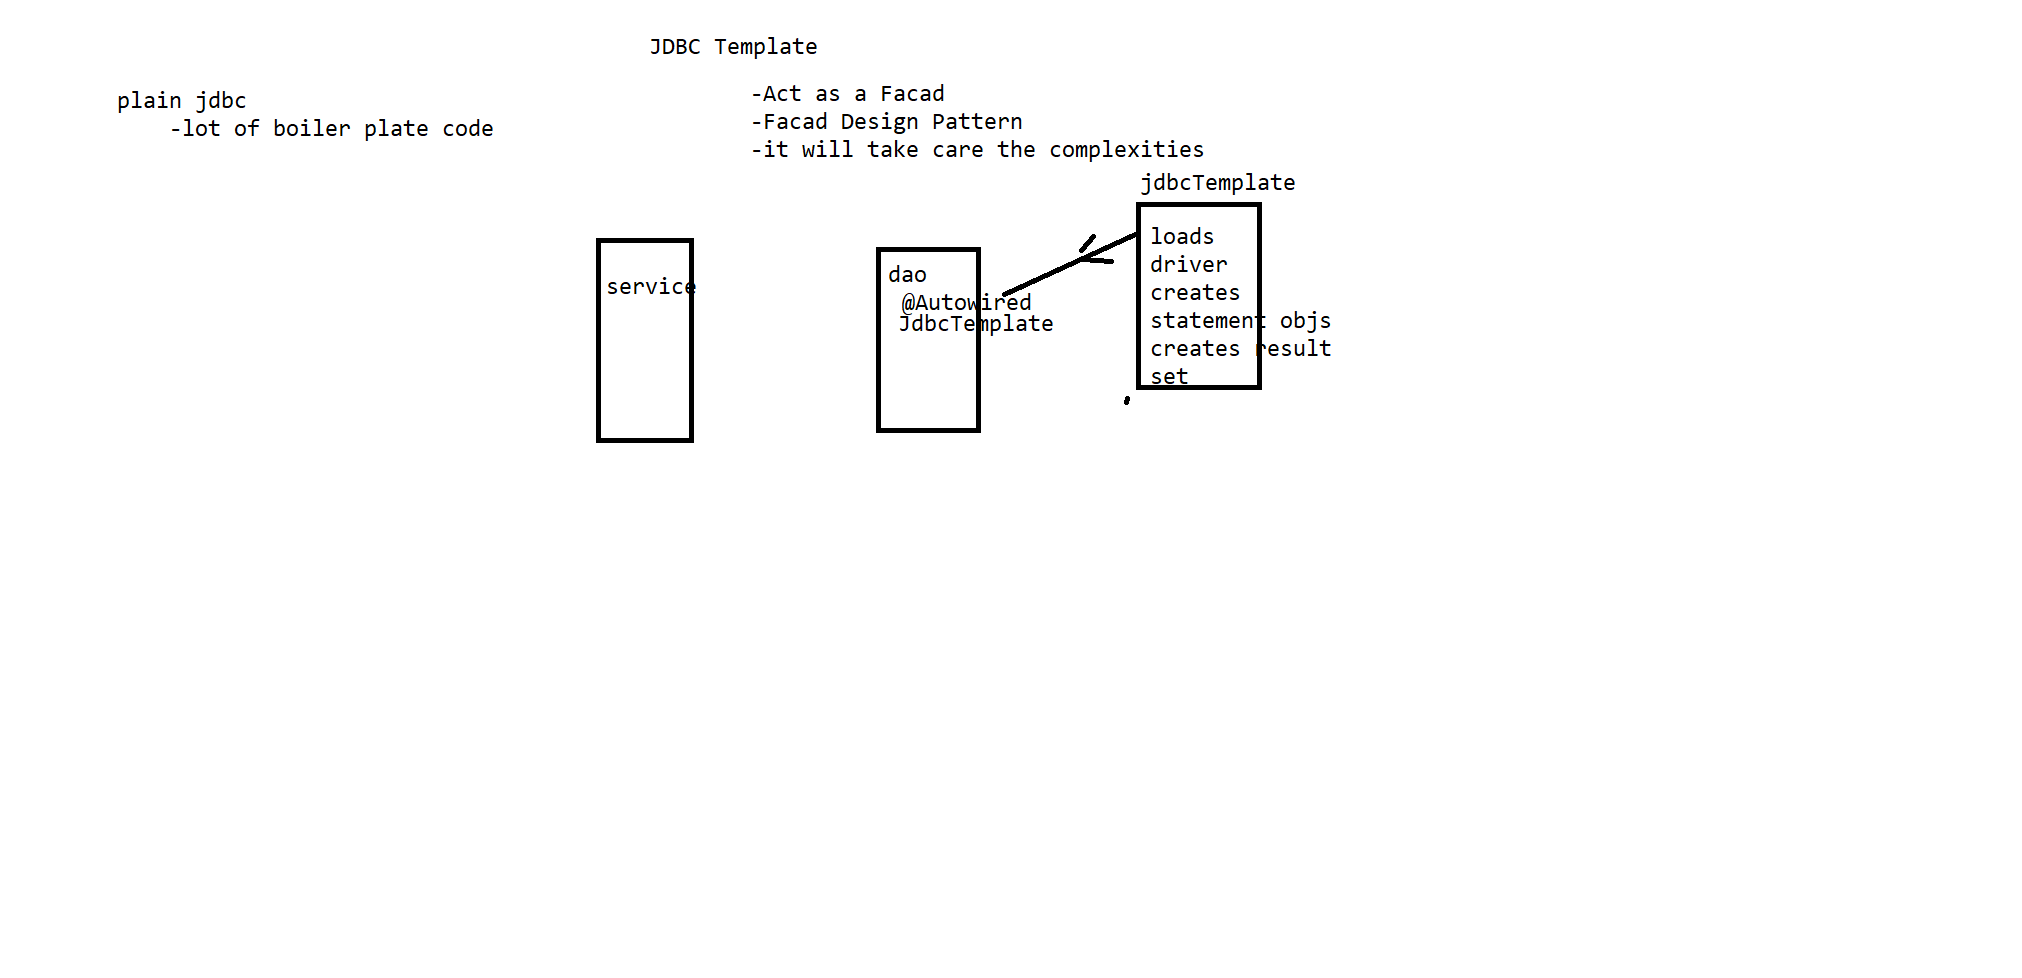 JDBC Template
plain jdbc
-lot of boiler plate code
-Act as a Facad
-Facad Design Pattern
-it will take care the complexities
service
dao
@Autowired
JdbcTemplate
jdbcTemplate
loads
driver
creates
statement objs
creates result
set